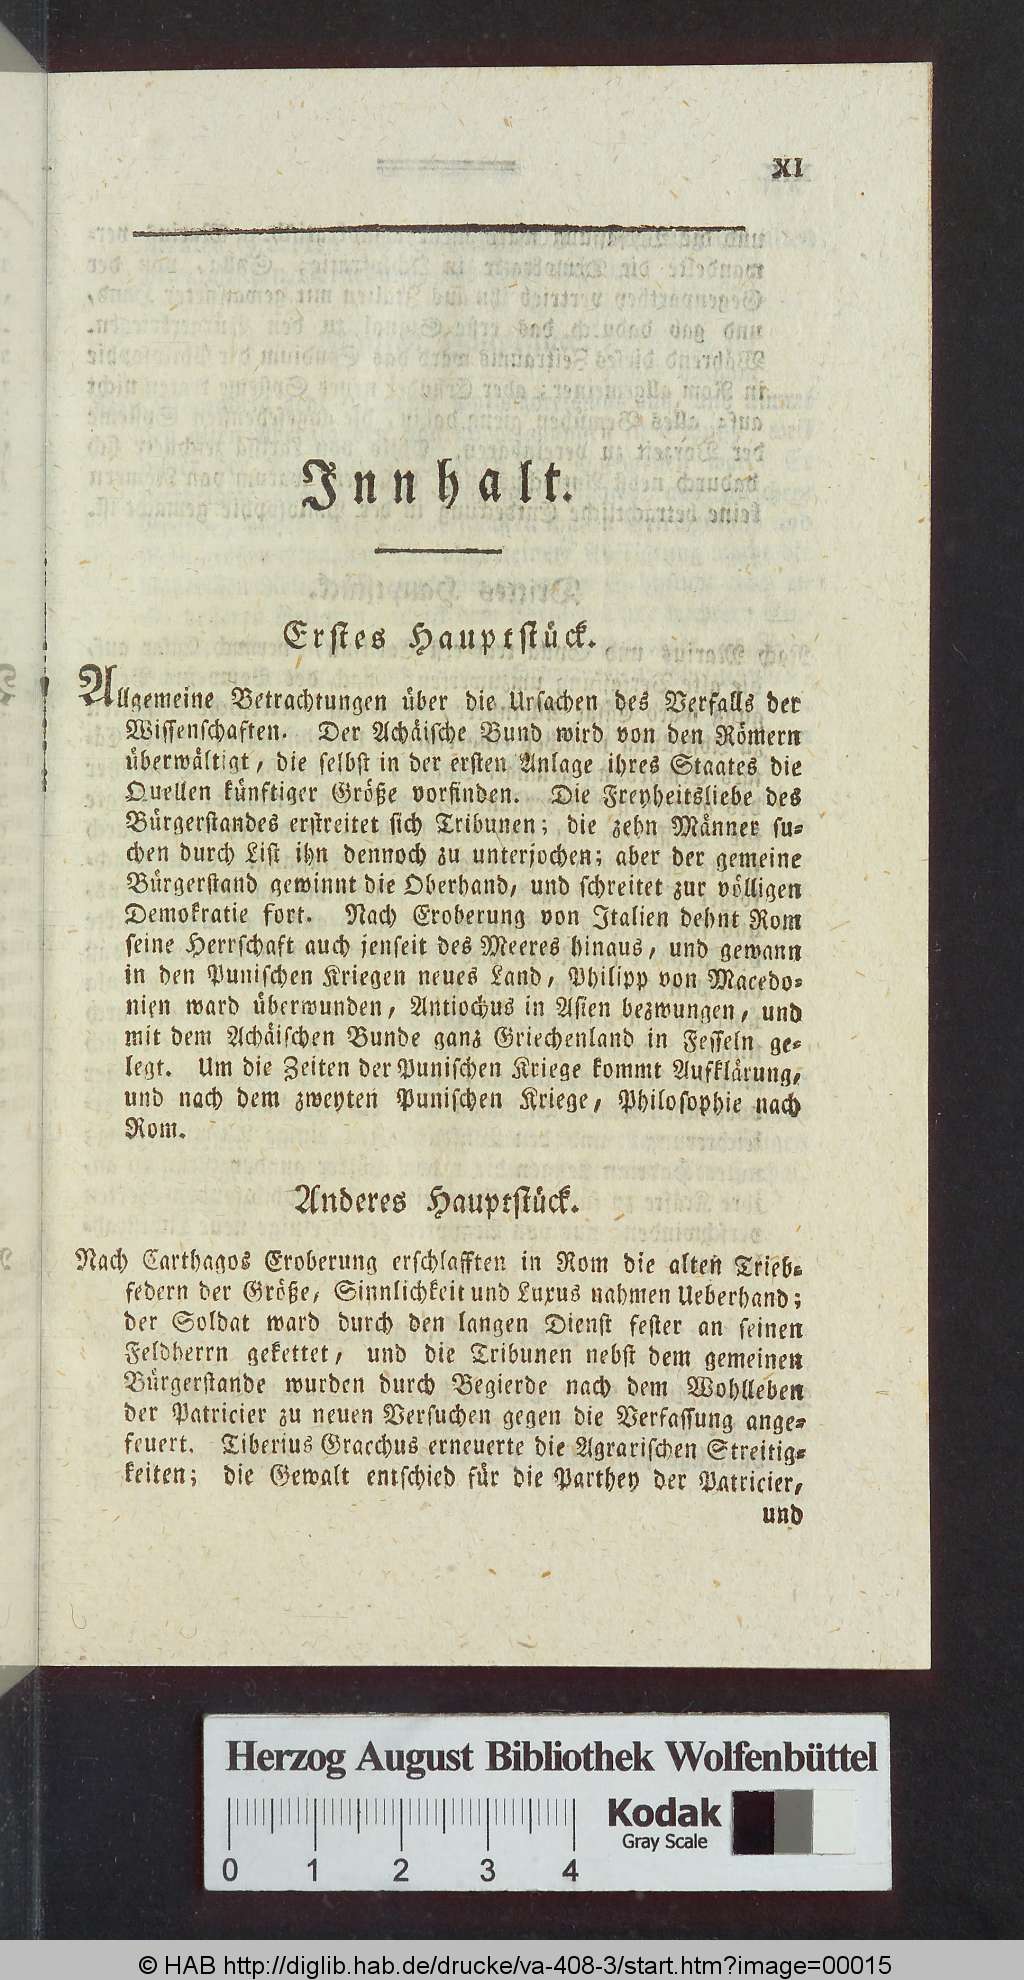 XI
Innhalt.
Erstes Hauptstück.
Allgemeine Betrachtungen über die Ursachen des Verfalls der
Wissenschaften. Der Achäische Bund wird von den Römern
überwältigt, die selbst in der ersten Anlage ihres Staates die
Quellen künftiger Größe vorfinden. Die Freyheitsliebe des
Bürgerstandes erstreitet sich Tribunen; die zehn Männer su-
chen durch List ihn dennoch zu unterjochen; aber der gemeine
Bürgerstand gewinnt die Oberhand, und schreitet zur völligen
Demokratie fort. Nach Eroberung von Italien dehnt Rom
seine Herrschaft auch jenseit des Meeres hinaus, und gewann
in den Punischen Kriegen neues Land, Philipp von Macedo-
nien ward überwunden, Antiochus in Asien bezwungen, und
mit dem Achäischen Bunde ganz Griechenland in Fesseln ge-
legt. Um die Zeiten der Punischen Kriege kommt Aufklärung,
und nach dem zweyten Punischen Kriege, Philosophie nach
Rom.
Anderes Hauptstück.
Nach Carthagos Eroberung erschlafften in Rom die alten Trieb-
federn der Größe, Sinnlichkeit und Luxus nahmen Ueberhand;
der Soldat ward durch den langen Dienst fester an seinen
Feldherrn gekettet, und die Tribunen nebst dem gemeinen
Bürgerstande wurden durch Begierde nach dem Wohlleben
der Patricier zu neuen Versuchen gegen die Verfassung ange-
feuert. Tiberius Gracchus erneuerte die Agrarischen Streitig-
keiten; die Gewalt entschied für die Parthey der Patricier,
und
Herzog August Bibliothek Wolfenbüttel
Kodak
Gray Scale
0 1 2 3 4
© HAB http://diglib.hab.de/drucke/va-408-3/start.htm?image=00015